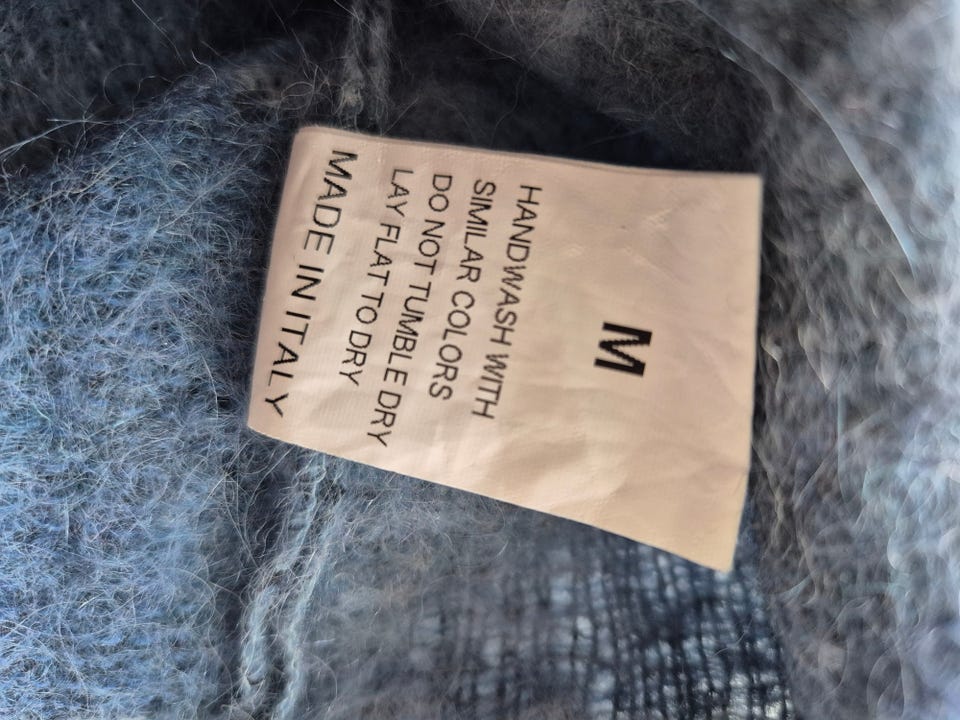 M
HANDWASH WITH
SIMILAR COLORS
DO NOT TUMBLE DRY
LAY FLAT TO DRY
MADE IN ITALY